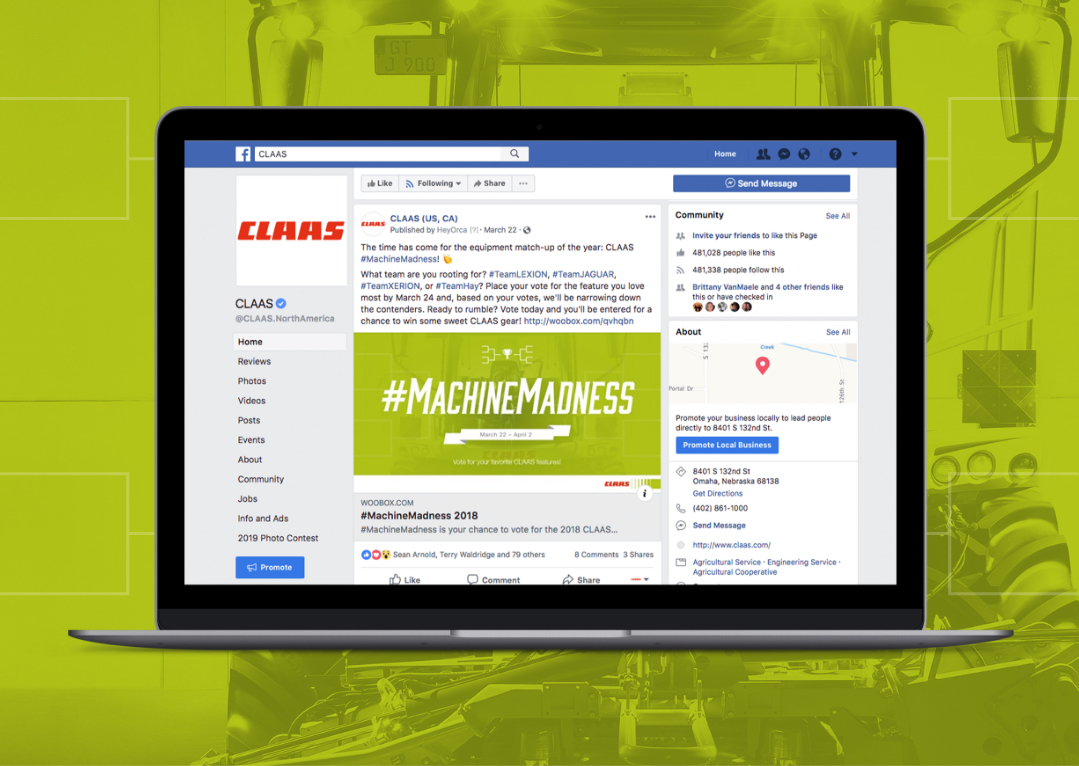 GT
J 900
CLAAS
Home
Like
Following
Share
Send Message
CLAAS
CLAAS
@CLAAS.NorthAmerica
Home
Reviews
Photos
Videos
Posts
Events
About
Community
Jobs
Info and Ads
2019 Photo Contest
Promote
CLAAS
CLAAS (US, CA)
Published by HeyOrca [?] · March 22 ·
The time has come for the equipment match-up of the year: CLAAS
#MachineMadness!
What team are you rooting for? #TeamLEXION, #TeamJAGUAR,
#TeamXERION, or #TeamHay? Place your vote for the feature you love
most by March 24 and, based on your votes, we'll be narrowing down
the contenders. Ready to rumble? Vote today and you'll be entered for a
chance to win some sweet CLAAS gear! http://woobox.com/qvhqbn
#MACHINEMADNESS
March 22 – April 2
Vote for your favorite CLAAS features!
CLAAS
i
WOOBOX.COM
#MachineMadness 2018
#MachineMadness is your chance to vote for the 2018 CLAAS...
Sean Arnold, Terry Waldridge and 79 others
8 Comments 3 Shares
Like
Comment
Share
Community
See All
Invite your friends to like this Page
481,028 people like this
481,338 people follow this
Brittany VanMaele and 4 other friends like
this or have checked in
About
See All
Creek
S 132
Portal Dr
126th St
Promote your business locally to lead people
directly to 8401 S 132nd St.
Promote Local Business
8401 S 132nd St
Omaha, Nebraska 68138
Get Directions
(402) 861-1000
Send Message
http://www.claas.com/
Agricultural Service · Engineering Service ·
Agricultural Cooperative